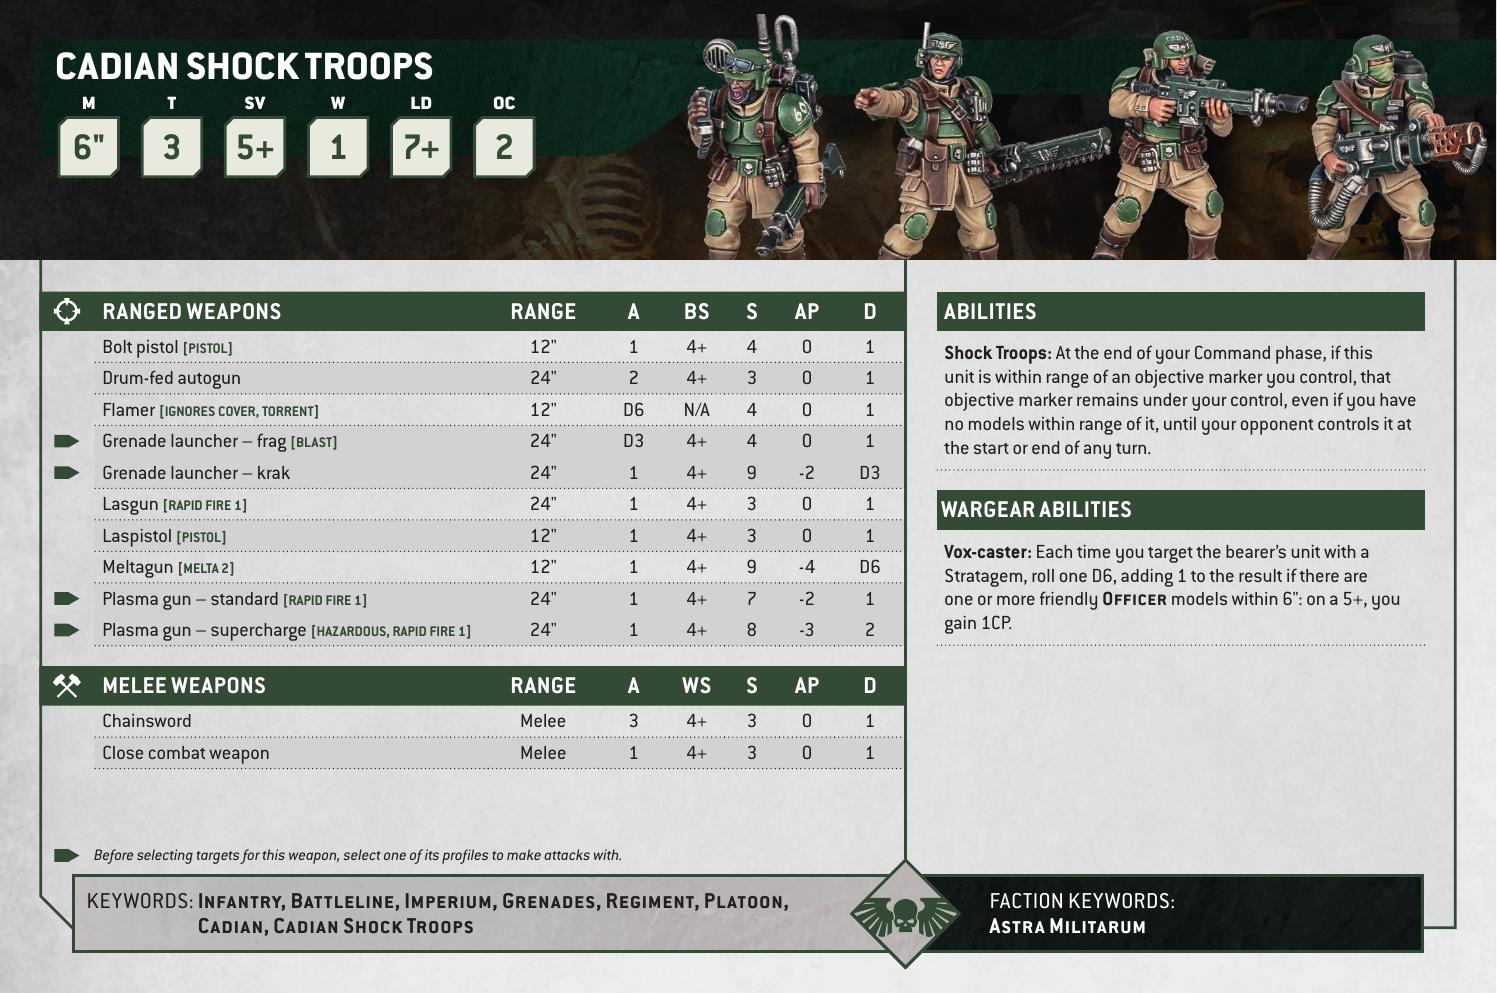 CADIAN SHOCK TROOPS
M T SV W LD OC
6" 3 5+ 1 7+ 2
RANGED WEAPONS RANGE A BS S AP D
Bolt pistol [PISTOL] 12" 1 4+ 4 0 1
Drum-fed autogun 24" 2 4+ 3 0 1
Flamer [IGNORES COVER, TORRENT] 12" D6 N/A 4 0 1
Grenade launcher – frag [BLAST] 24" D3 4+ 4 0 1
Grenade launcher – krak 24" 1 4+ 9 -2 D3
Lasgun [RAPID FIRE 1] 24" 1 4+ 3 0 1
Laspistol [PISTOL] 12" 1 4+ 3 0 1
Meltagun [MELTA 2] 12" 1 4+ 9 -4 D6
Plasma gun – standard [RAPID FIRE 1] 24" 1 4+ 7 -2 1
Plasma gun – supercharge [HAZARDOUS, RAPID FIRE 1] 24" 1 4+ 8 -3 2
MELEE WEAPONS RANGE A WS S AP D
Chainsword Melee 3 4+ 3 0 1
Close combat weapon Melee 1 4+ 3 0 1
Before selecting targets for this weapon, select one of its profiles to make attacks with.
ABILITIES
Shock Troops: At the end of your Command phase, if this
unit is within range of an objective marker you control, that
objective marker remains under your control, even if you have
no models within range of it, until your opponent controls it at
the start or end of any turn.
WARGEAR ABILITIES
Vox-caster: Each time you target the bearer's unit with a
Stratagem, roll one D6, adding 1 to the result if there are
one or more friendly OFFICER models within 6": on a 5+, you
gain 1CP.
KEYWORDS: INFANTRY, BATTLELINE, IMPERIUM, GRENADES, REGIMENT, PLATOON,
CADIAN, CADIAN SHOCK TROOPS
FACTION KEYWORDS:
ASTRA MILITARUM